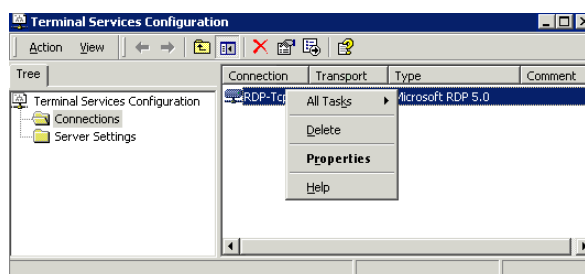 Terminal Services Configuration
Action View
Tree
Connection Transport Type Comment
Terminal Services Configuration
Connections
Server Settings
RDP-Tcp Microsoft RDP 5.0
All Tasks
Delete
Properties
Help